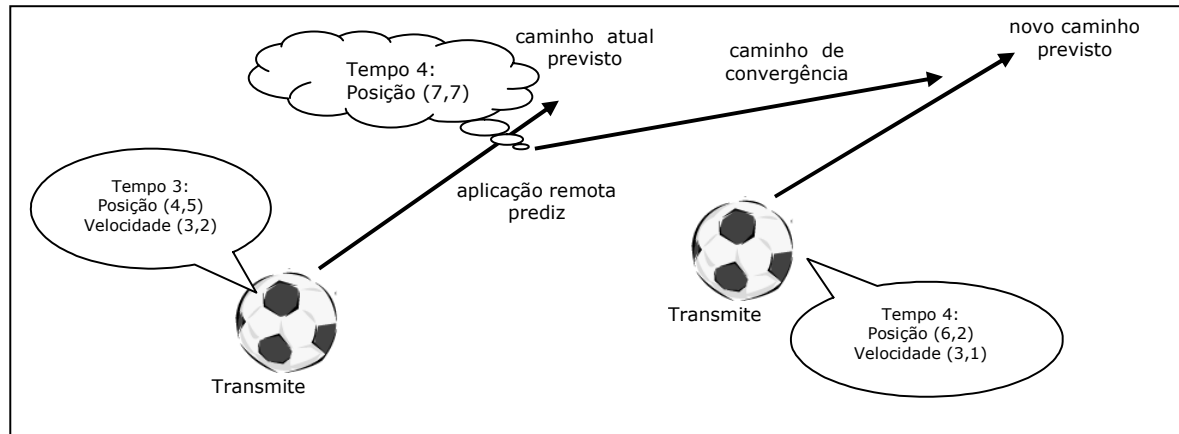 Tempo 3:
Posição (4,5)
Velocidade (3,2)
Transmite
Tempo 4:
Posição (7,7)
caminho atual
previsto
aplicação remota
prediz
caminho de
convergência
novo caminho
previsto
Transmite
Tempo 4:
Posição (6,2)
Velocidade (3,1)